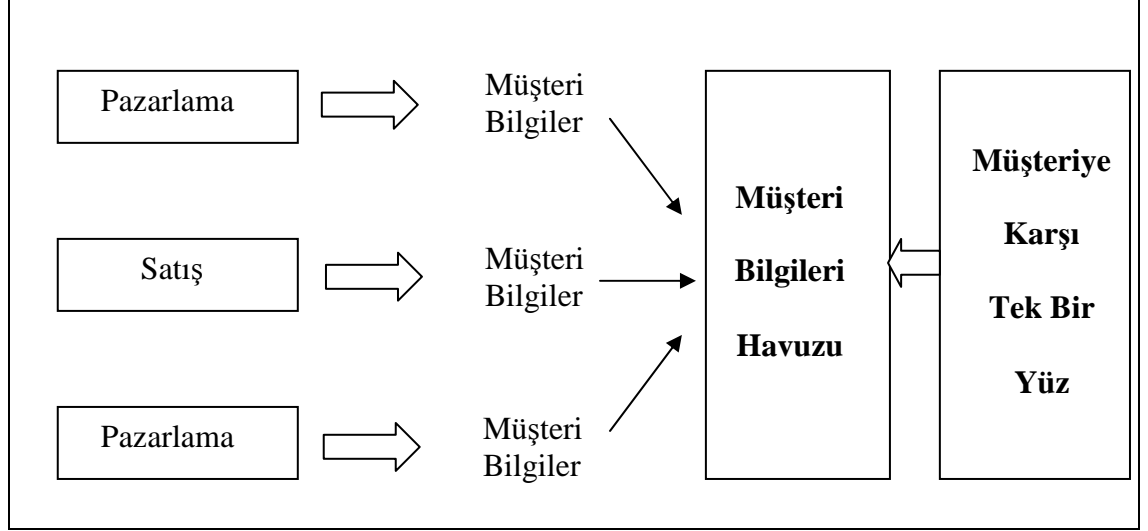 Pazarlama
Müşteri
Bilgiler
Satış
Müşteri
Bilgiler
Pazarlama
Müşteri
Bilgiler
Müşteri
Bilgileri
Havuzu
Müşteriye
Karşı
Tek Bir
Yüz